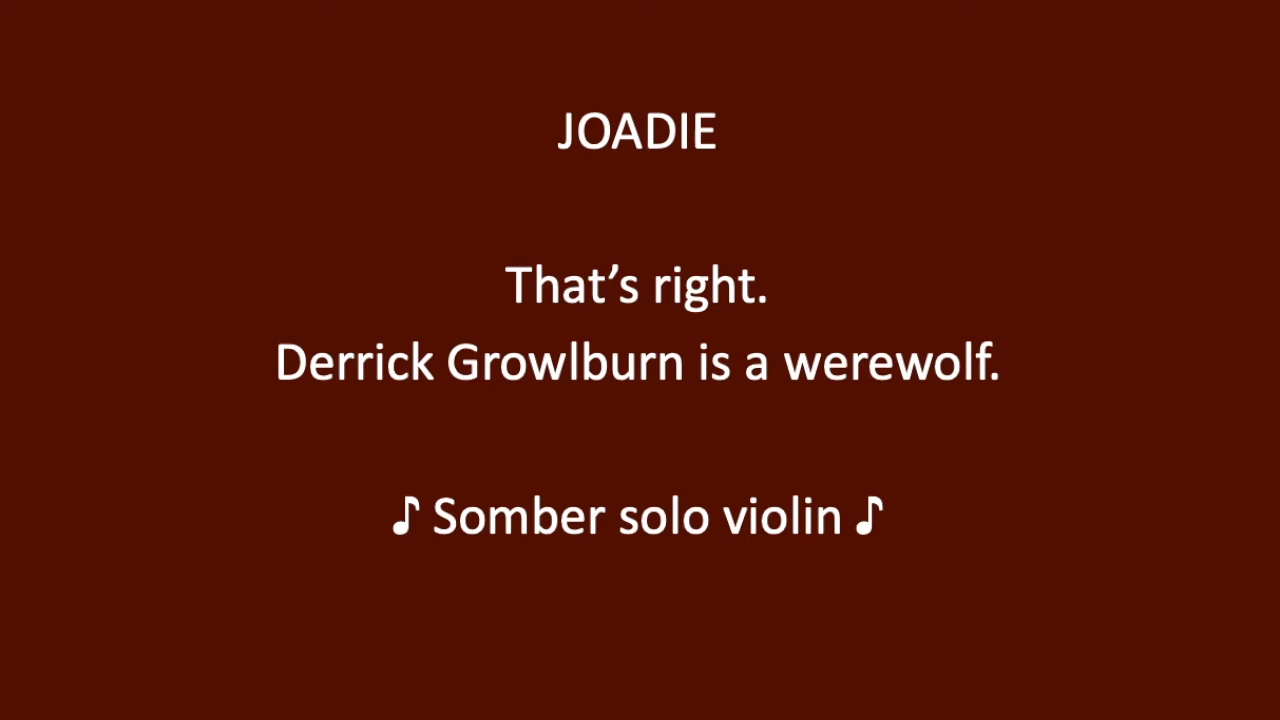 JOADIE
That’s right.
Derrick Growlburn is a werewolf.
♪ Somber solo violin ♪